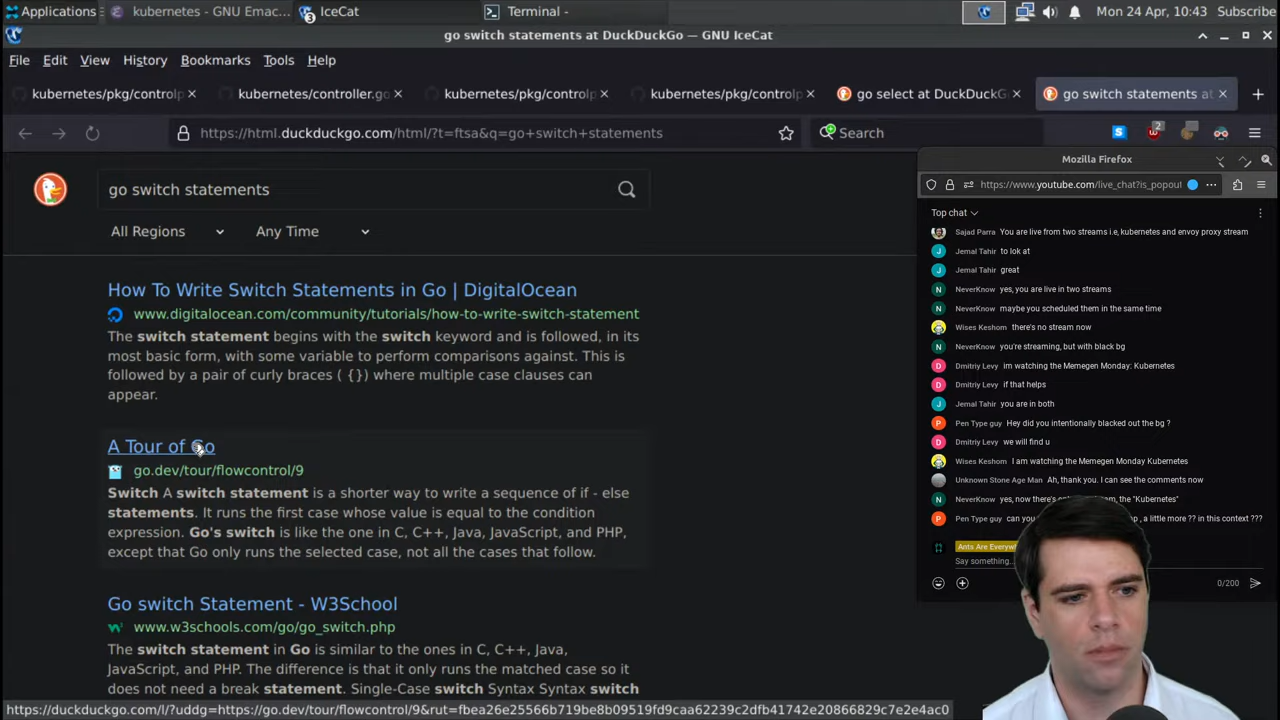 Applications
kubernetes - GNU Emac...
3
IceCat
Terminal -
Mon 24 Apr, 10:43
Subscribe
go switch statements at DuckDuckGo — GNU IceCat
File Edit View History Bookmarks Tools Help
kubernetes/pkg/controlp
kubernetes/controller.go
kubernetes/pkg/controlp
kubernetes/pkg/controlp
go select at DuckDuckG
go switch statements at
https://html.duckduckgo.com/html/?t=ftsa&q=go+switch+statements
Search
2
go switch statements
All Regions
Any Time
How To Write Switch Statements in Go | DigitalOcean
www.digitalocean.com/community/tutorials/how-to-write-switch-statement
The switch statement begins with the switch keyword and is followed, in its
most basic form, with some variable to perform comparisons against. This is
followed by a pair of curly braces ( {}) where multiple case clauses can
appear.
A Tour of Go
go.dev/tour/flowcontrol/9
Switch A switch statement is a shorter way to write a sequence of if - else
statements. It runs the first case whose value is equal to the condition
expression. Go's switch is like the one in C, C++, Java, JavaScript, and PHP,
except that Go only runs the selected case, not all the cases that follow.
Go switch Statement - W3School
www.w3schools.com/go/go_switch.php
The switch statement in Go is similar to the ones in C, C++, Java,
JavaScript, and PHP. The difference is that it only runs the matched case so it
does not need a break statement. Single-Case switch Syntax Syntax switch
https://duckduckgo.com/l/?uddg=https://go.dev/tour/flowcontrol/9&rut=fbea26e25566b719be8b09519fd9caa62239c2dfb41742e20866829c7e2e4ac0
Mozilla Firefox
https://www.youtube.com/live_chat?is_popout
Top chat
Sajad Parra You are live from two streams i.e, kubernetes and envoy proxy stream
J Jemal Tahir to lok at
J Jemal Tahir great
N NeverKnow yes, you are live in two streams
N NeverKnow maybe you scheduled them in the same time
Wises Keshom there's no stream now
N NeverKnow you're streaming, but with black bg
D Dmitriy Levy im watching the Memegen Monday: Kubernetes
D Dmitriy Levy if that helps
J Jemal Tahir you are in both
P Pen Type guy Hey did you intentionally blacked out the bg ?
D Dmitriy Levy we will find u
Wises Keshom I am watching the Memegen Monday Kubernetes
Unknown Stone Age Man Ah, thank you. I can see the comments now
N NeverKnow yes, now there's only
m, the "Kubernetes"
P Pen Type guy can you
p , a little more ?? in this context ???
Ants Are Everywh
Say something...
0/200